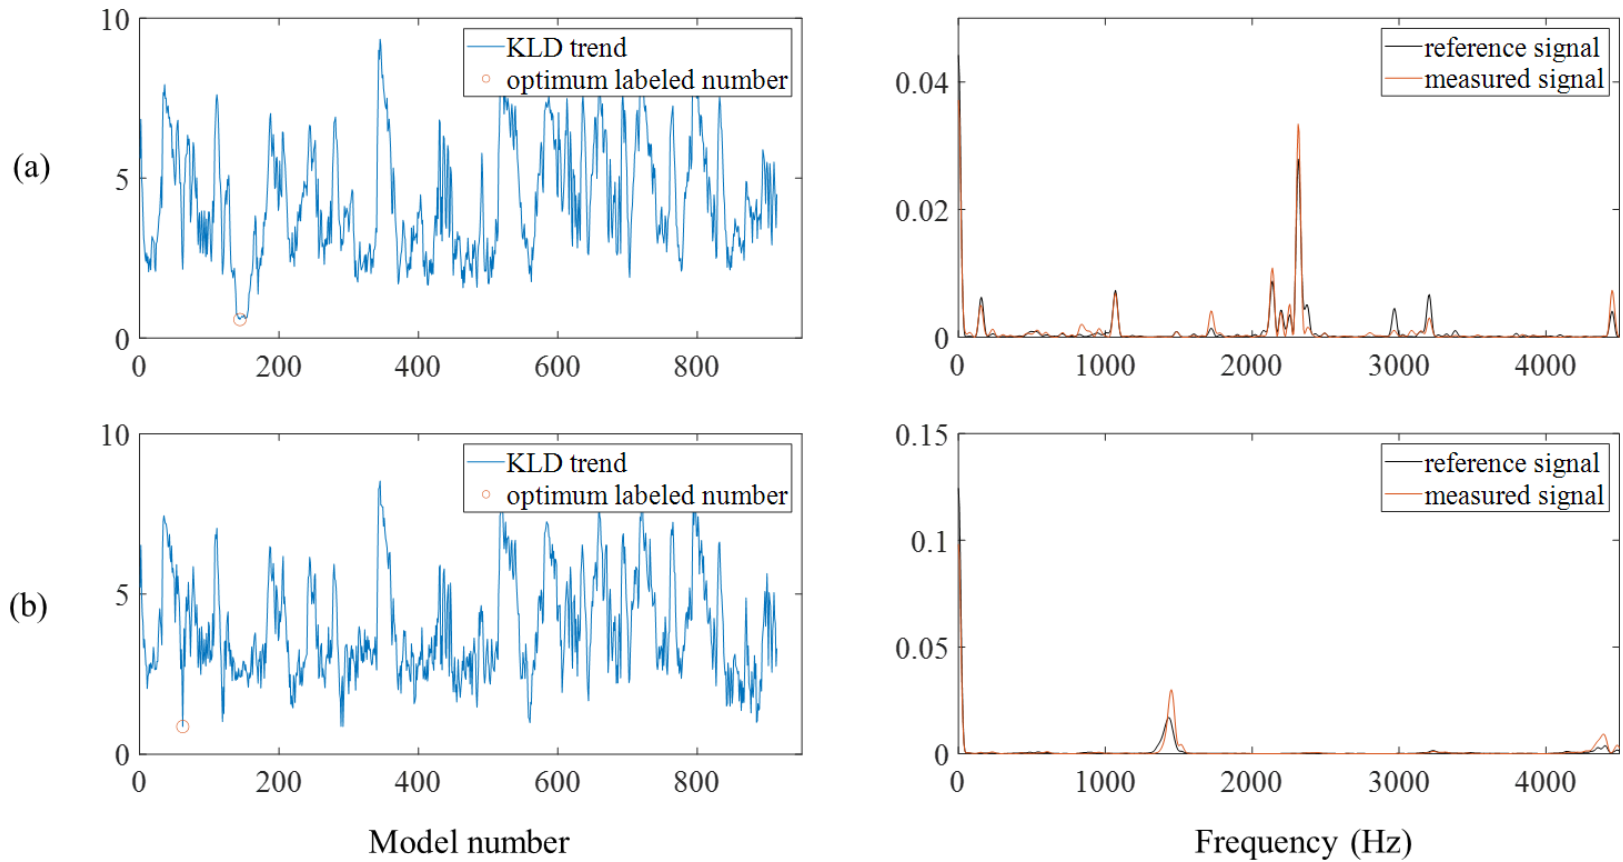 (a)
10
5
0
0 200 400 600 800
KLD trend
optimum labeled number
0.04
0.02
0
0 1000 2000 3000 4000
reference signal
measured signal
(b)
10
5
0
0 200 400 600 800
KLD trend
optimum labeled number
Model number
0.15
0.1
0.05
0
0 1000 2000 3000 4000
reference signal
measured signal
Frequency (Hz)